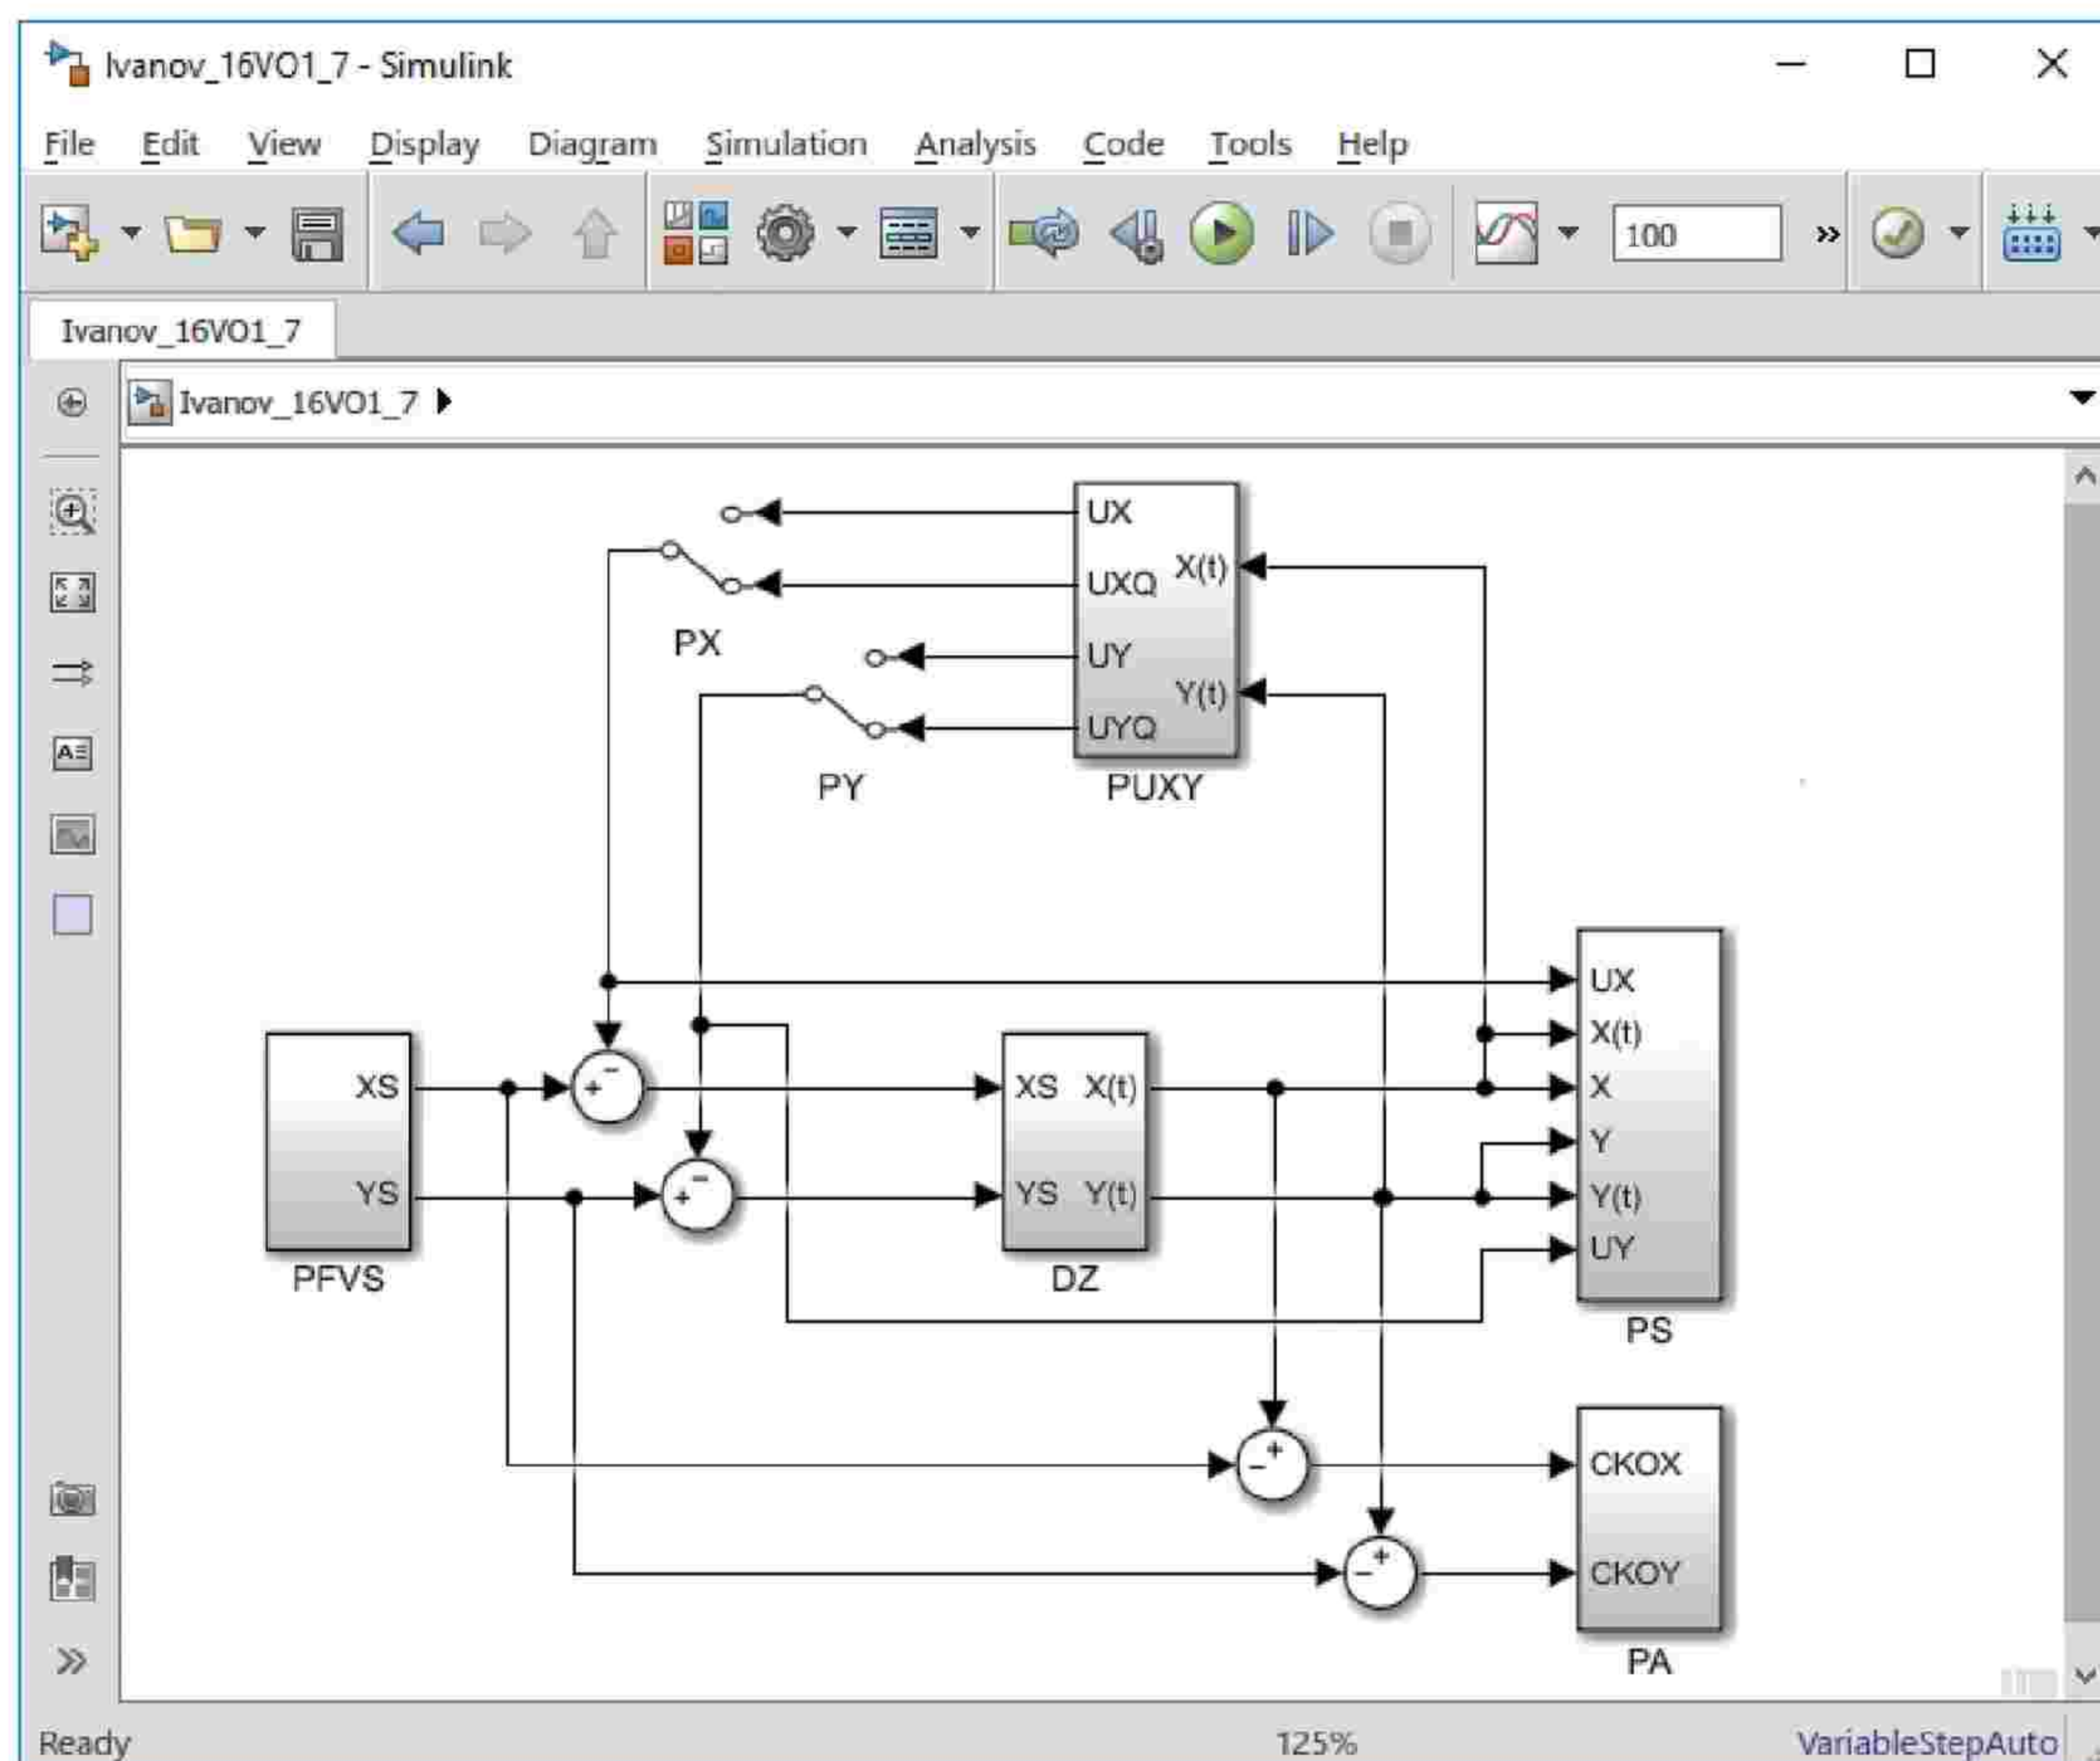 Ivanov_16VO1_7 - Simulink
File Edit View Display Diagram Simulation Analysis Code Tools Help
100
Ivanov_16VO1_7
Ivanov_16VO1_7
UX
X(t)
UXQ
PX
UY
Y(t)
UYQ
PY
PUXY
UX
X(t)
XS
XS X(t)
X
Y
YS
YS Y(t)
Y(t)
UY
PFVS
DZ
PS
CKOX
CKOY
PA
Ready 125% VariableStepAuto